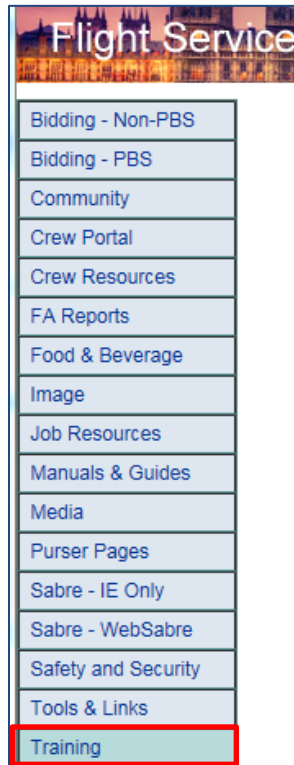 Flight Service
Bidding - Non-PBS
Bidding - PBS
Community
Crew Portal
Crew Resources
FA Reports
Food & Beverage
Image
Job Resources
Manuals & Guides
Media
Purser Pages
Sabre - IE Only
Sabre - WebSabre
Safety and Security
Tools & Links
Training